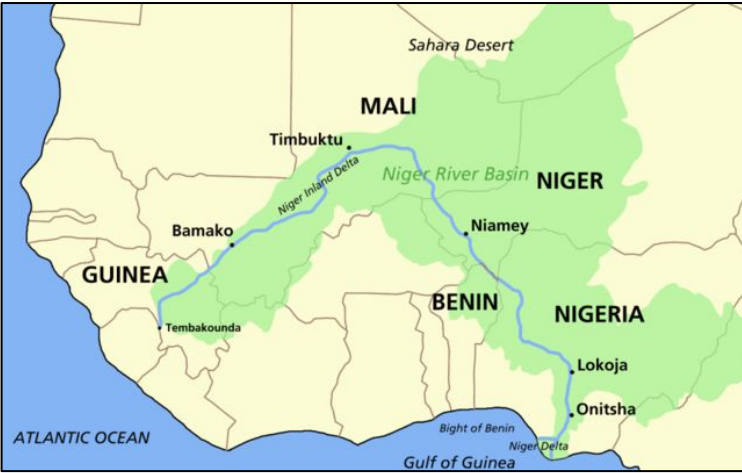 Sahara Desert
MALI
Timbuktu
Niger Inland Delta
Niger River Basin
NIGER
Bamako
Niamey
GUINEA
BENIN
NIGERIA
Tembakounda
Lokoja
Onitsha
ATLANTIC OCEAN
Bight of Benin
Niger Delta
Gulf of Guinea